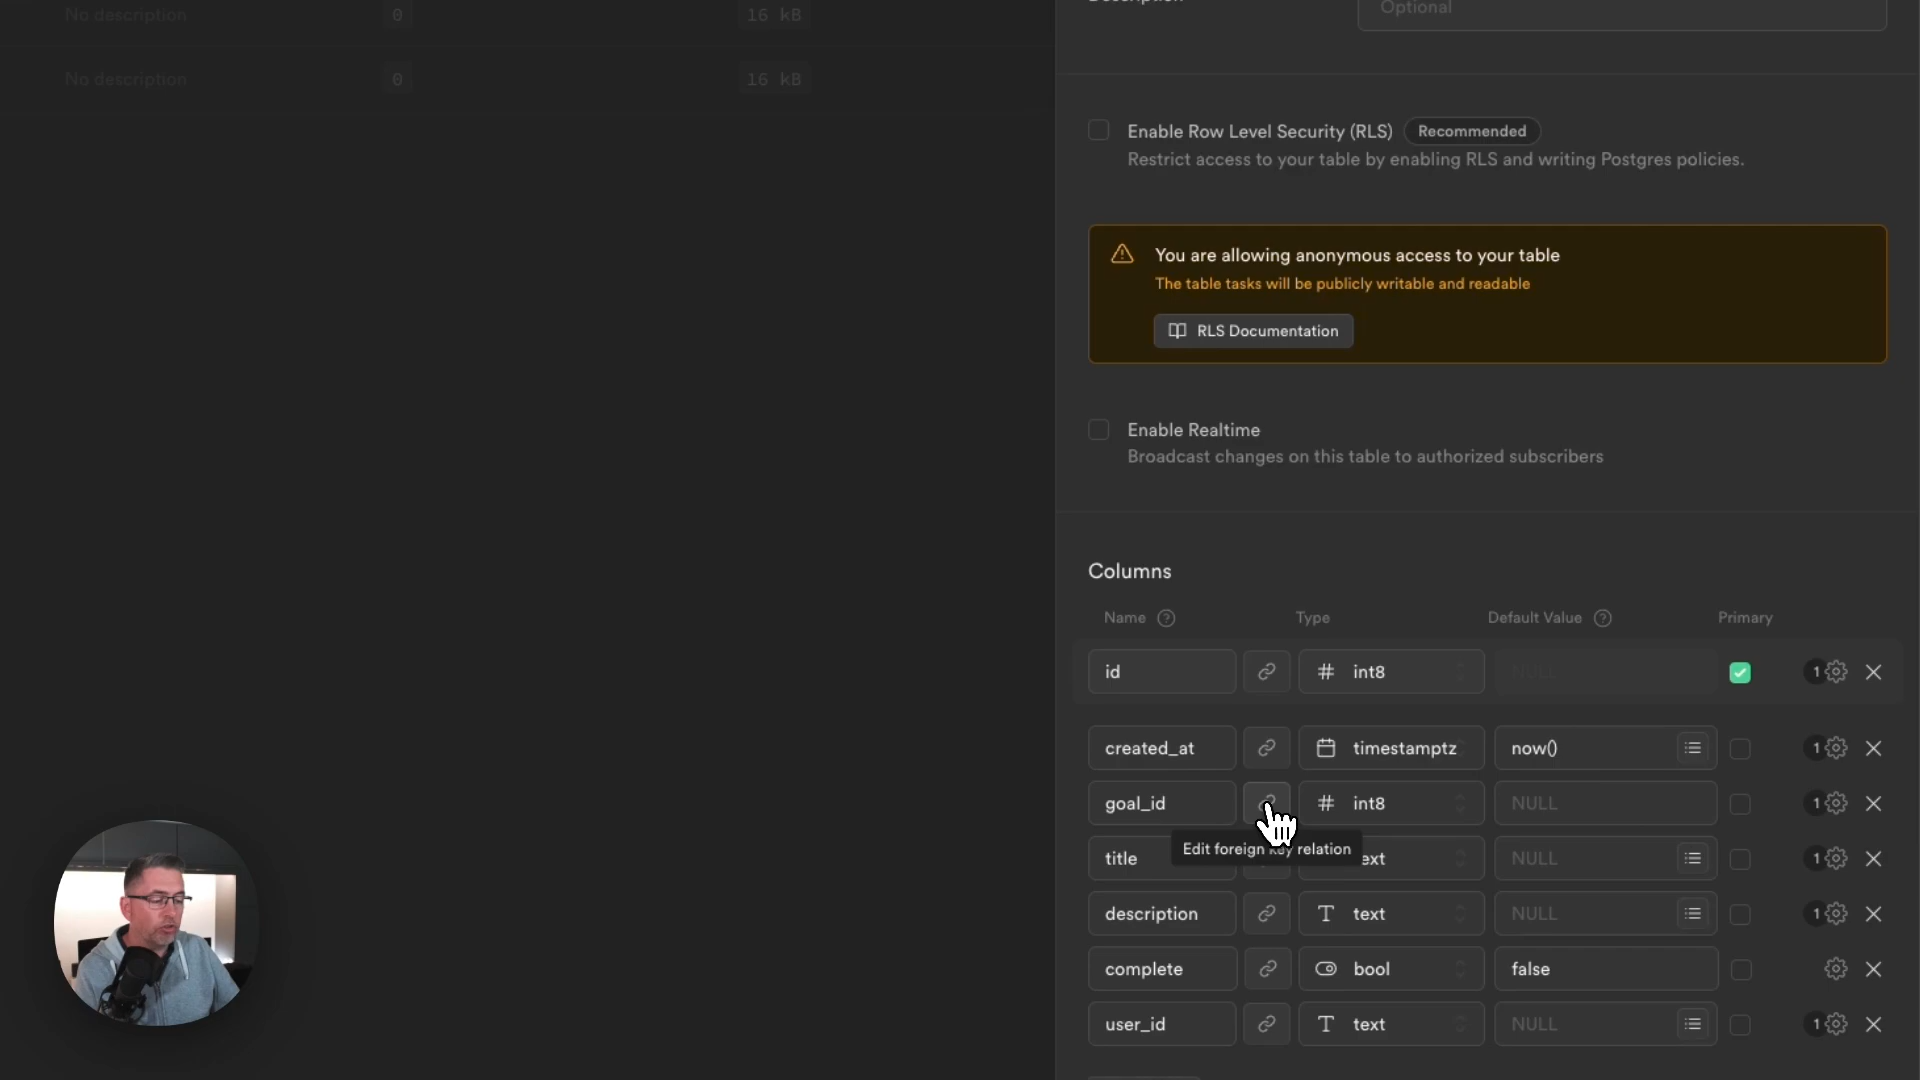 No description 0 16 kB
Optional
No description 0 16 kB
Enable Row Level Security (RLS) Recommended
Restrict access to your table by enabling RLS and writing Postgres policies.
You are allowing anonymous access to your table
The table tasks will be publicly writable and readable
RLS Documentation
Enable Realtime
Broadcast changes on this table to authorized subscribers
Columns
Name ? Type Default Value ? Primary
id # int8 NULL 1
created_at timestamptz now() 1
goal_id # int8 NULL 1
Edit foreign key relation
title NULL 1
description T text NULL 1
complete bool false
user_id T text NULL 1